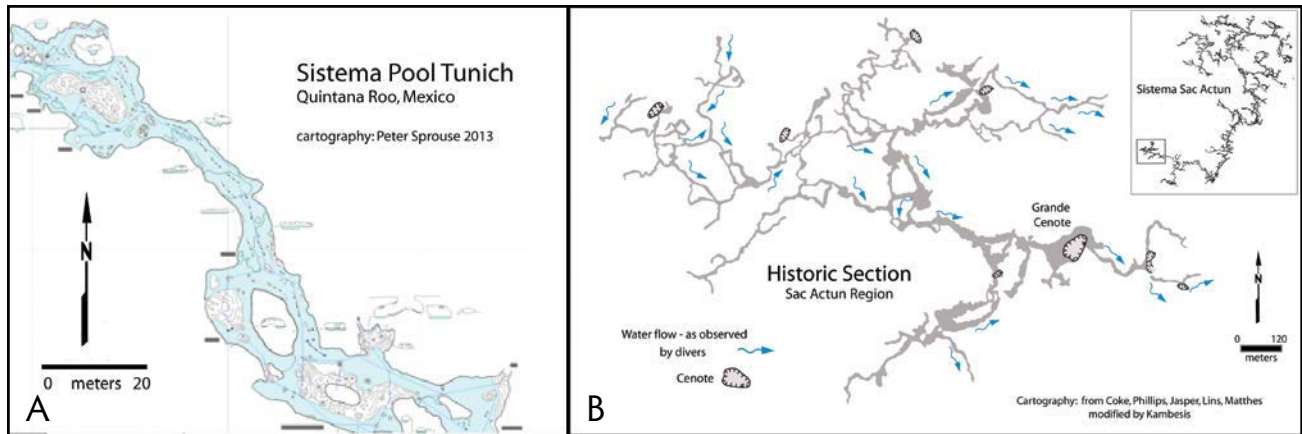 Sistema Pool Tunich
Quintana Roo, Mexico
cartography: Peter Sprouse 2013
N
0 meters 20
A
Sistema Sac Actun
Grande
Cenote
Historic Section
Sac Actun Region
N
0 120
meters
Water flow - as observed
by divers
Cenote
Cartography: from Coke, Phillips, Jasper, Lins, Matthes
modified by Kambesis
B